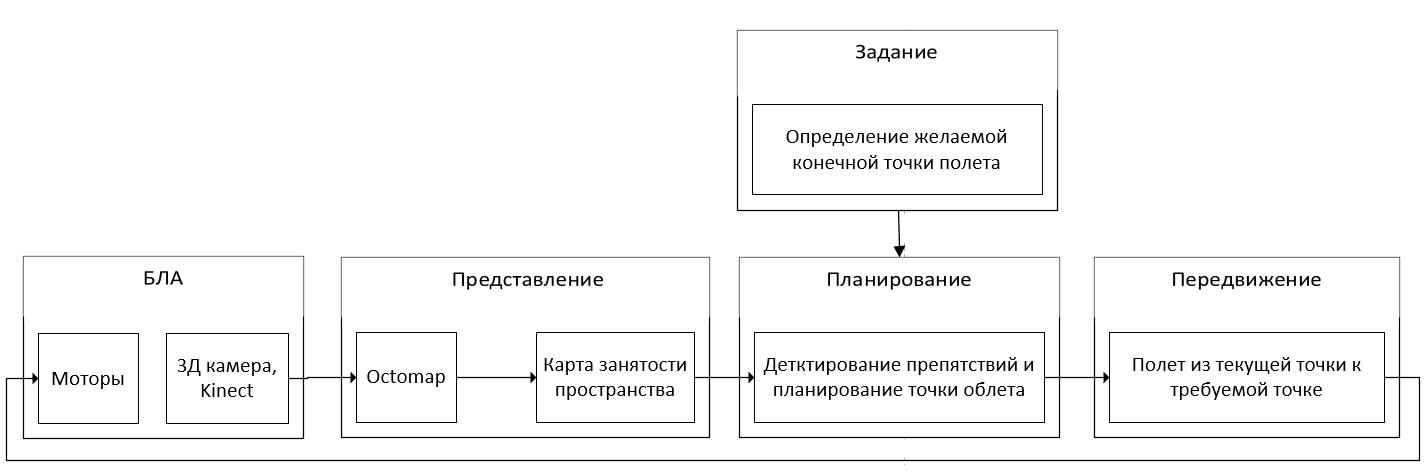 Задание
Определение желаемой
конечной точки полета
БЛА
Моторы
3Д камера,
Kinect
Представление
Octomap
Карта занятости
пространства
Планирование
Детктирование препятствий и
планирование точки облета
Передвижение
Полет из текущей точки к
требуемой точке